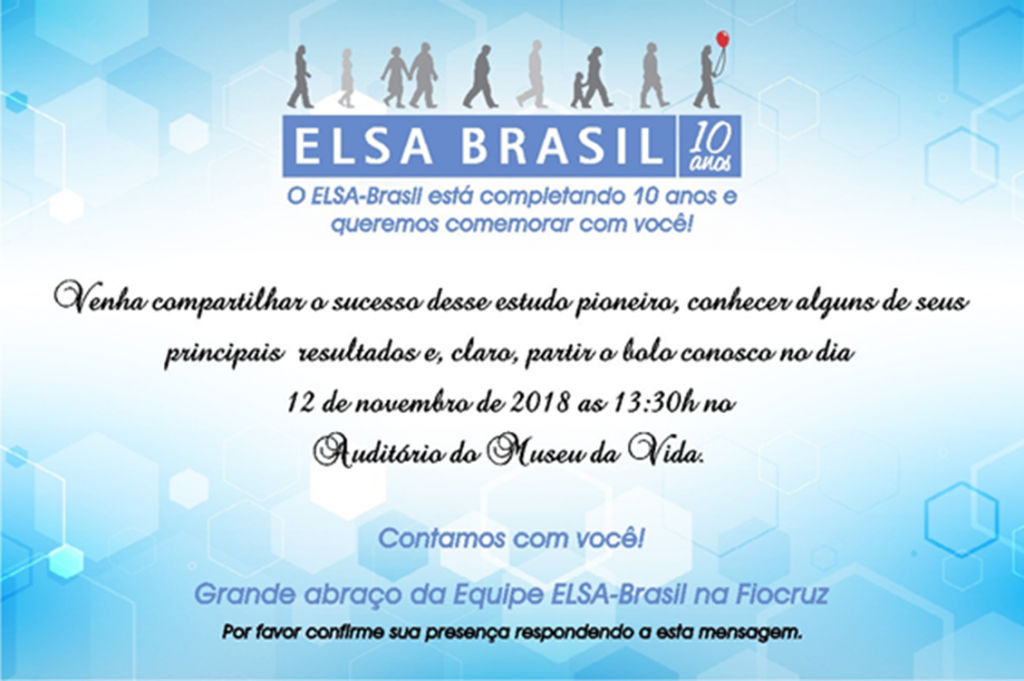 ELSA BRASIL 10 anos
O ELSA-Brasil está completando 10 anos e
queremos comemorar com você!
Venha compartilhar o sucesso desse estudo pioneiro, conhecer alguns de seus
principais resultados e, claro, partir o bolo conosco no dia
12 de novembro de 2018 as 13:30h no
Auditório do Museu da Vida.
Contamos com você!
Grande abraço da Equipe ELSA-Brasil na Fiocruz
Por favor confirme sua presença respondendo a esta mensagem.